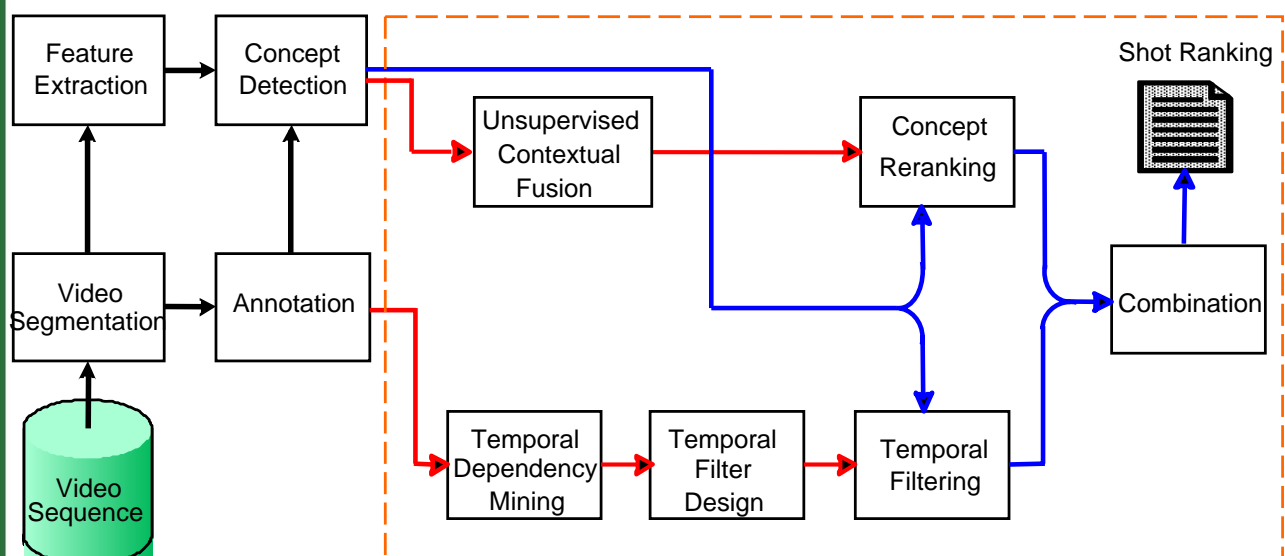 Feature
Extraction
Concept
Detection
Shot Ranking
Unsupervised
Contextual
Fusion
Concept
Reranking
Video
Segmentation
Annotation
Combination
Temporal
Dependency
Mining
Temporal
Filter
Design
Temporal
Filtering
Video
Sequence